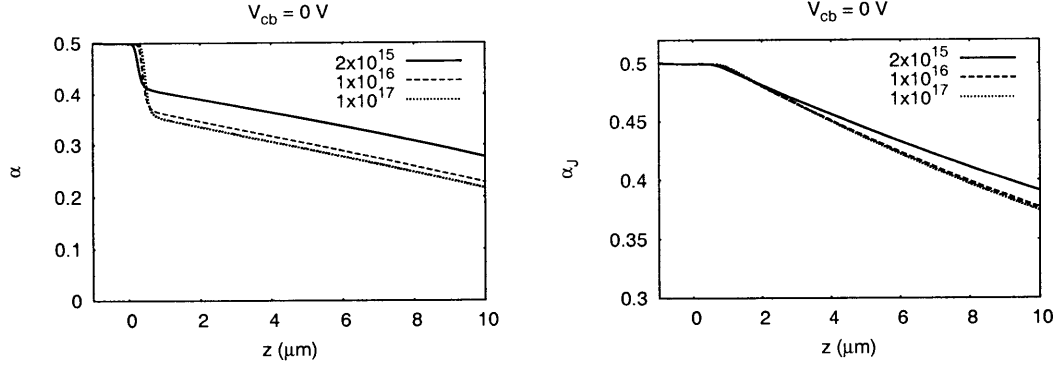 V_cb = 0 V
0.5
0.4
0.3
0.2
0.1
0
α
2x10^15
1x10^16
1x10^17
0 2 4 6 8 10
z (μm)
V_cb = 0 V
0.5
0.45
0.4
0.35
0.3
α_J
2x10^15
1x10^16
1x10^17
0 2 4 6 8 10
z (μm)